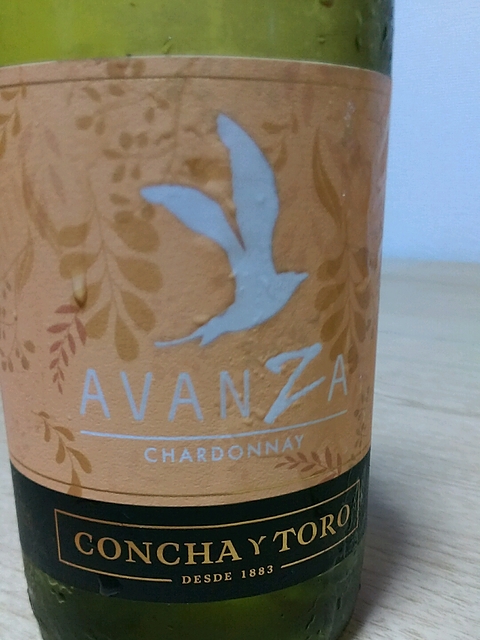 AVANZA
CHARDONNAY
CONCHA Y TORO
DESDE 1883